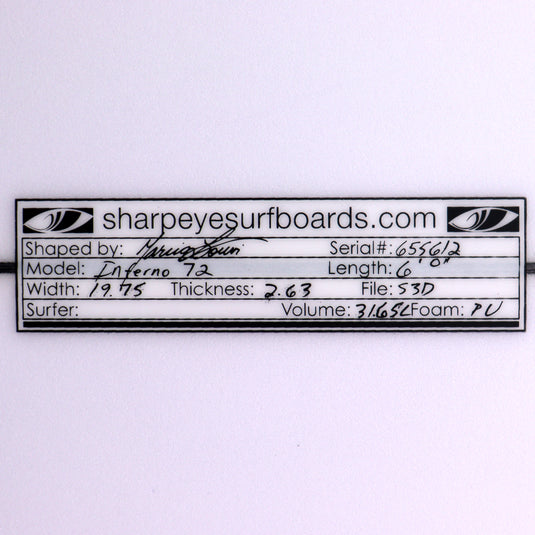 sharpeyesurfboards.com
Shaped by: Serial#: 655612
Model: Inferno 72 Length: 6' 0"
Width: 19.75 Thickness: 2.63 File: S3D
Surfer: Volume: 31.65L Foam: PU